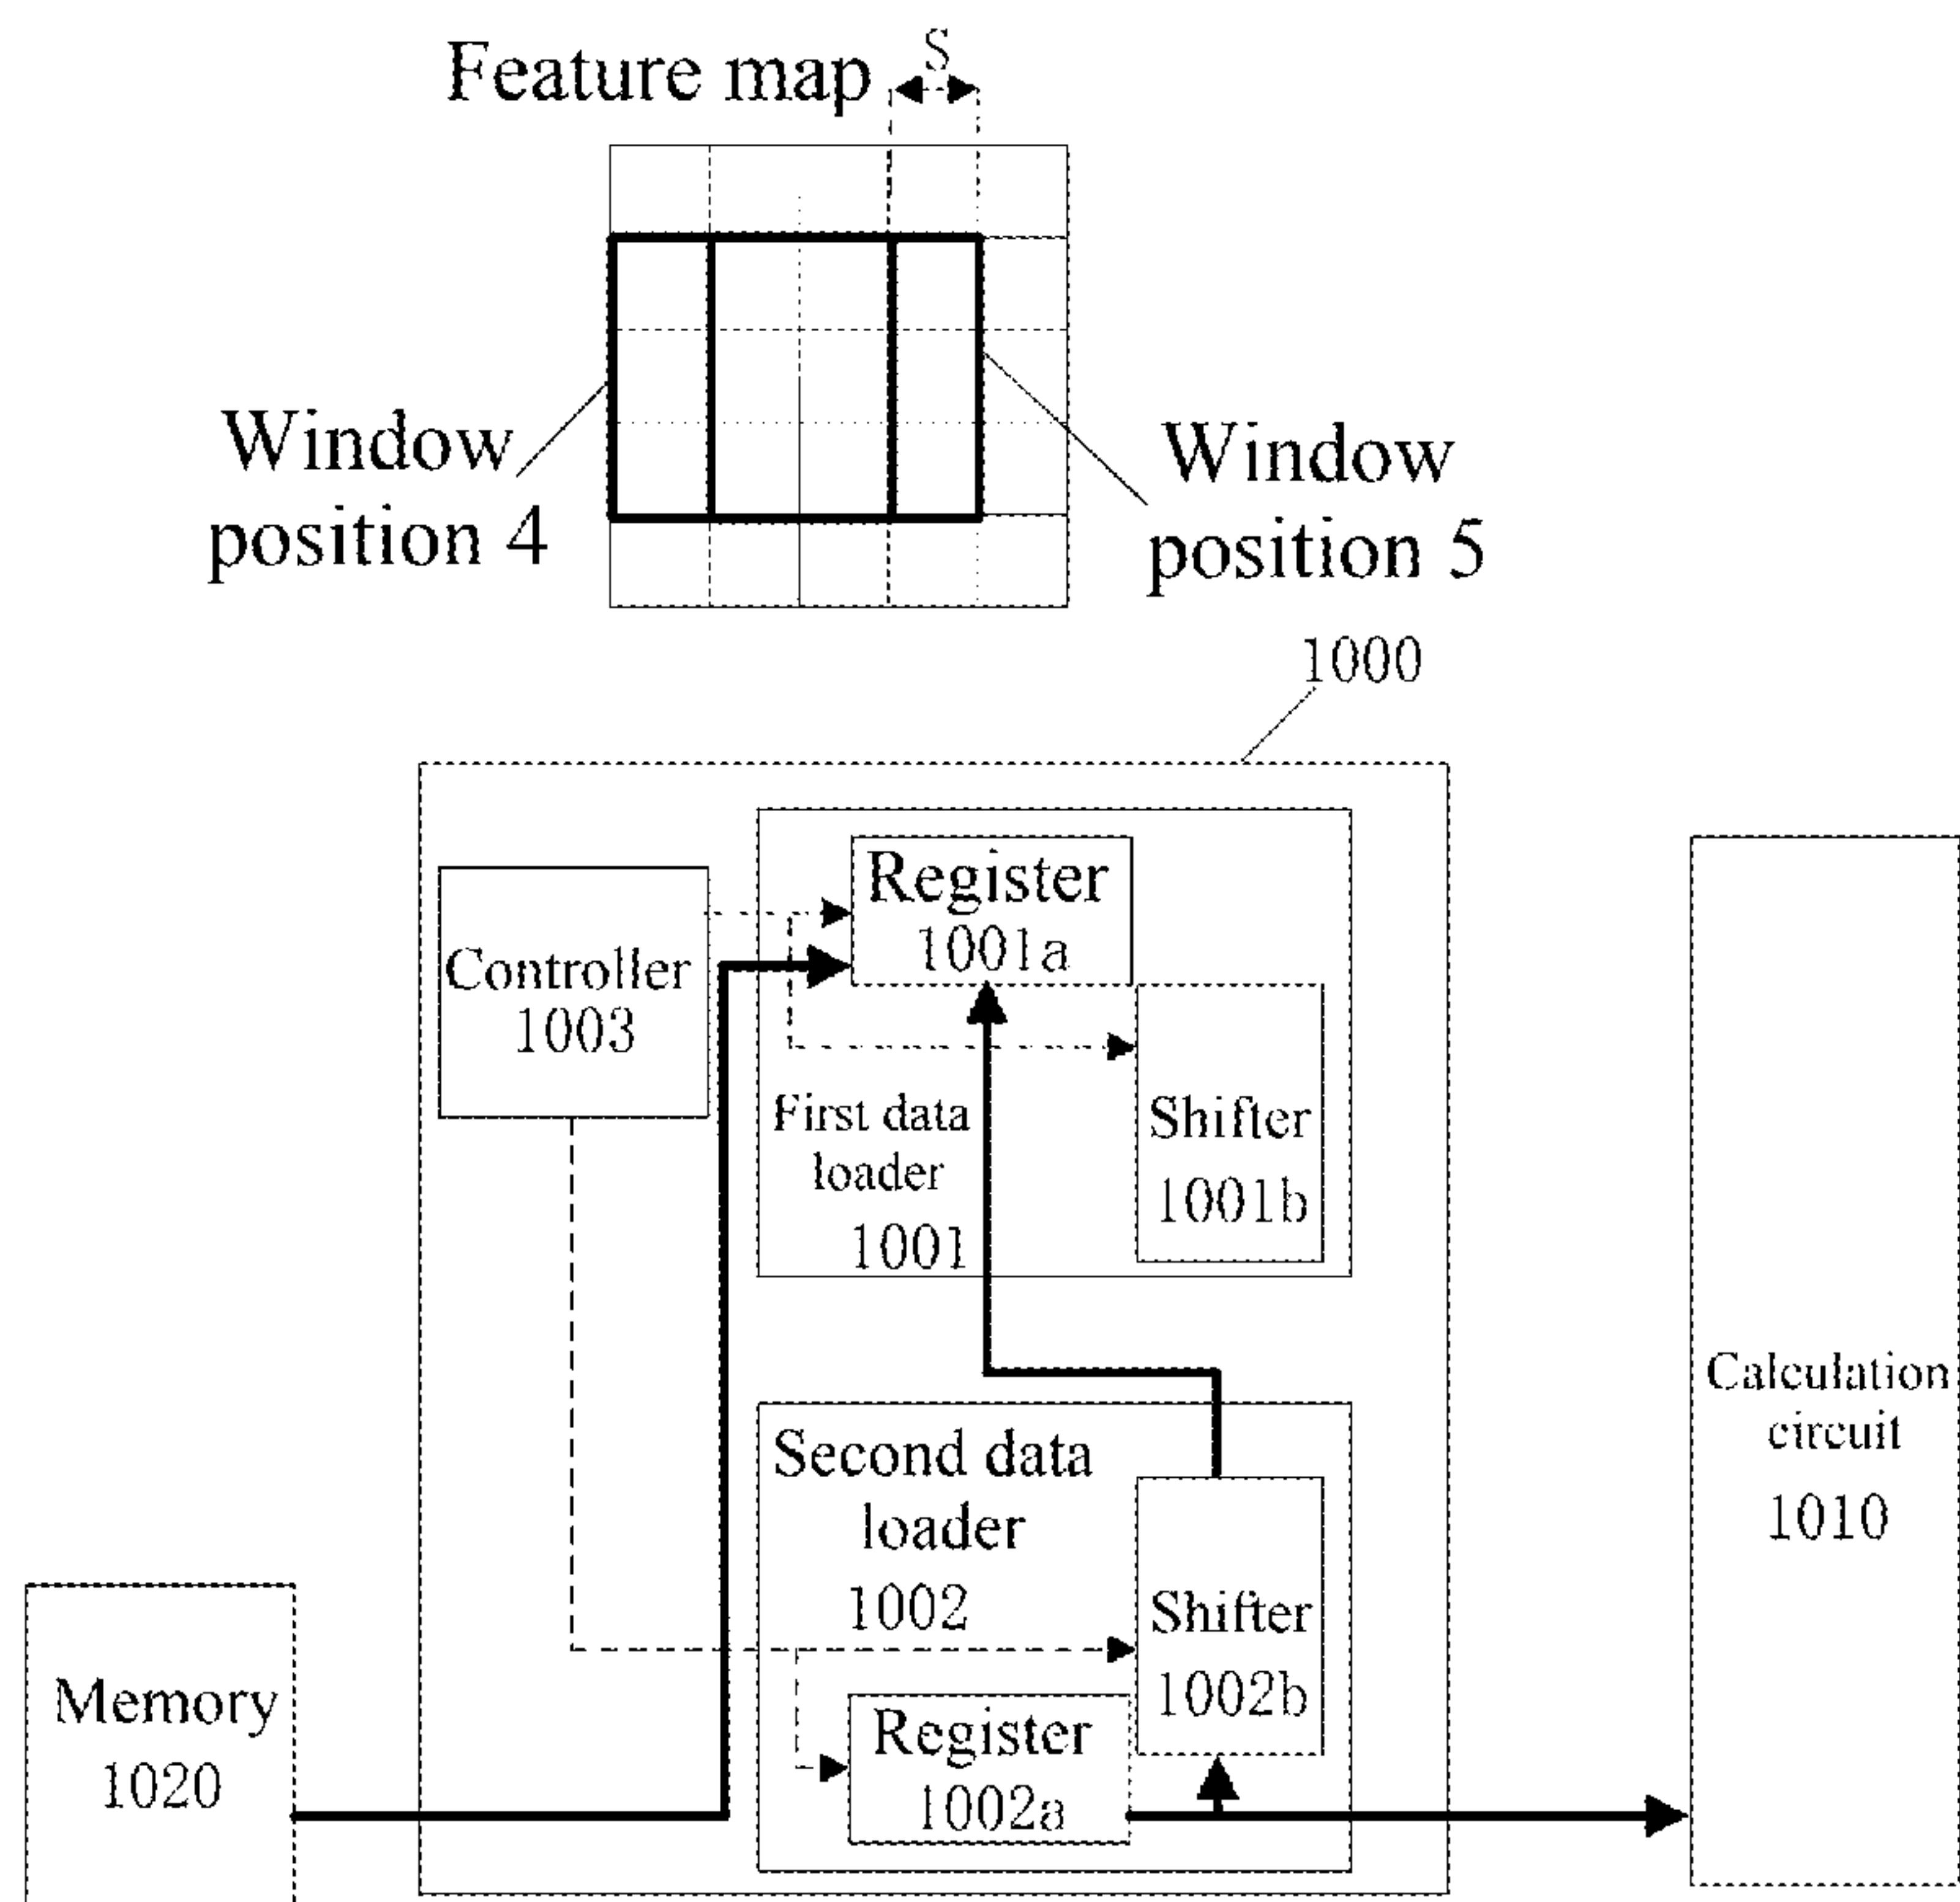 S
Feature map
Window
position 4
Window
position 5
1000
Register
1001a
Controller
1003
First data
loader
1001
Shifter
1001b
Second data
loader
1002
Shifter
1002b
Register
1002a
Memory
1020
Calculation
circuit
1010